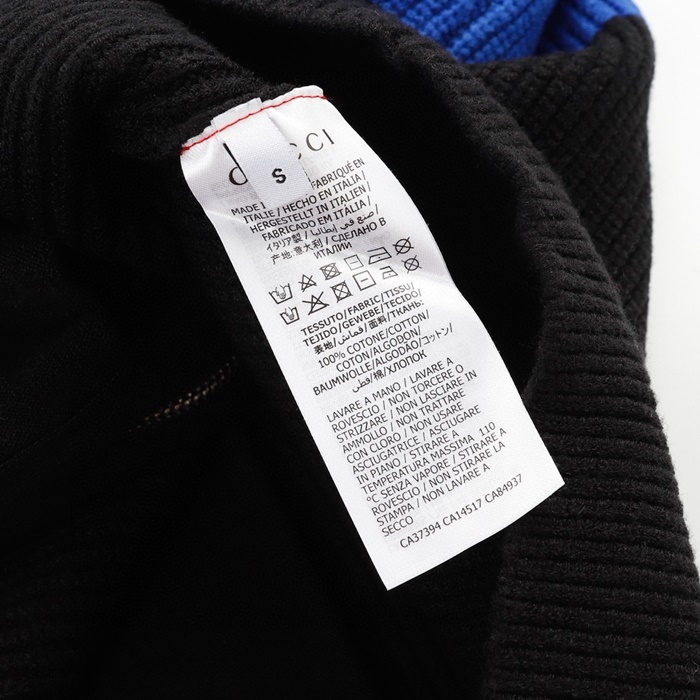 GUCCI
S
MADE I FABRIQUÉ EN
ITALIE / HECHO EN ITALIA /
HERGESTELLT IN ITALIEN /
FABRICADO EM ITÁLIA /
イタリア製 / صنع في إيطاليا /
产地:意大利 / СДЕЛАНО В
ИТАЛИИ
TESSUTO/FABRIC/TISSU/
TEJIDO/GEWEBE/TECIDO/
表地/قماش/面料/ТКАНЬ:
100% COTONE/COTTON/
COTON/ALGODON/
BAUMWOLLE/ALGODÃO/コットン/
قطن/棉/ХЛОПОК
LAVARE A MANO / LAVARE A
ROVESCIO / NON TORCERE O
STRIZZARE / NON LASCIARE IN
AMMOLLO / NON TRATTARE
CON CLORO / NON USARE
ASCIUGATRICE / ASCIUGARE
IN PIANO / STIRARE A
TEMPERATURA MASSIMA 110
°C SENZA VAPORE / STIRARE A
ROVESCIO / NON STIRARE LA
STAMPA / NON LAVARE A
SECCO
CA37394 CA14517 CA84937